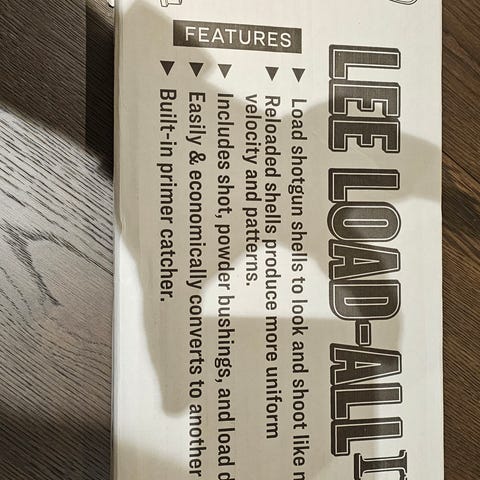 LEE LOAD-ALL
FEATURES
Load shotgun shells to look and shoot like
Reloaded shells produce more uniform
velocity and patterns.
Includes shot, powder bushings, and load
Easily & economically converts to another
Built-in primer catcher.